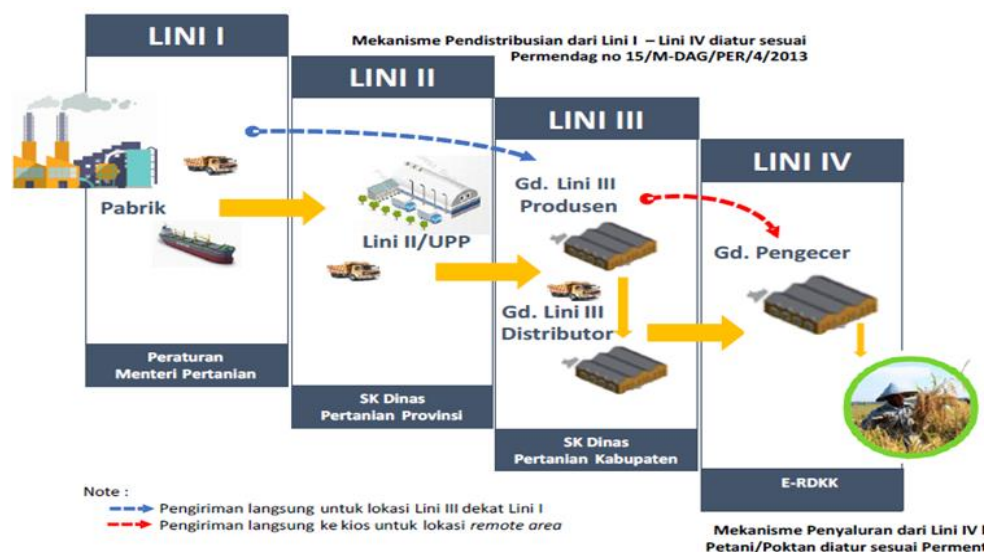 LINI I
Mekanisme Pendistribusian dari Lini I – Lini IV diatur sesuai
Permendag no 15/M-DAG/PER/4/2013
LINI II
LINI III
LINI IV
Pabrik
Lini II/UPP
Gd. Lini III
Produsen
Gd. Lini III
Distributor
Gd. Pengecer
Peraturan
Menteri Pertanian
SK Dinas
Pertanian Provinsi
SK Dinas
Pertanian Kabupaten
E-RDKK
Note :
Pengiriman langsung untuk lokasi Lini III dekat Lini I
Pengiriman langsung ke kios untuk lokasi remote area
Mekanisme Penyaluran dari Lini IV
Petani/Poktan diatur sesuai Perment